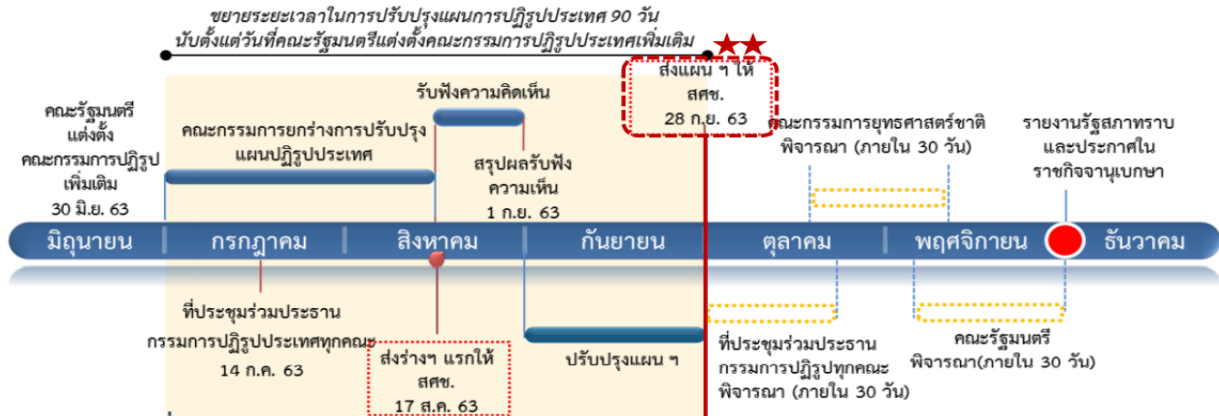 ขยายระยะเวลาในการปรับปรุงแผนการปฏิรูปประเทศ 90 วัน
นับตั้งแต่วันที่คณะรัฐมนตรีแต่งตั้งคณะกรรมการปฏิรูปประเทศเพิ่มเติม
คณะรัฐมนตรี
แต่งตั้ง
คณะกรรมการปฏิรูป
เพิ่มเติม
30 มิ.ย. 63
คณะกรรมการยกร่างการปรับปรุง
แผนปฏิรูปประเทศ
รับฟังความคิดเห็น
สรุปผลรับฟัง
ความเห็น
1 ก.ย. 63
ส่งแผน ฯ ให้
สศช.
28 ก.ย. 63
คณะกรรมการยุทธศาสตร์ชาติ
พิจารณา (ภายใน 30 วัน)
รายงานรัฐสภาทราบ
และประกาศใน
ราชกิจจานุเบกษา
มิถุนายน
กรกฎาคม
สิงหาคม
กันยายน
ตุลาคม
พฤศจิกายน
ธันวาคม
ที่ประชุมร่วมประธาน
กรรมการปฏิรูปประเทศทุกคณะ
14 ก.ค. 63
ส่งร่างฯ แรกให้
สศช.
17 ส.ค. 63
ปรับปรุงแผน ฯ
ที่ประชุมร่วมประธาน
กรรมการปฏิรูปทุกคณะ
พิจารณา (ภายใน 30 วัน)
คณะรัฐมนตรี
พิจารณา(ภายใน 30 วัน)